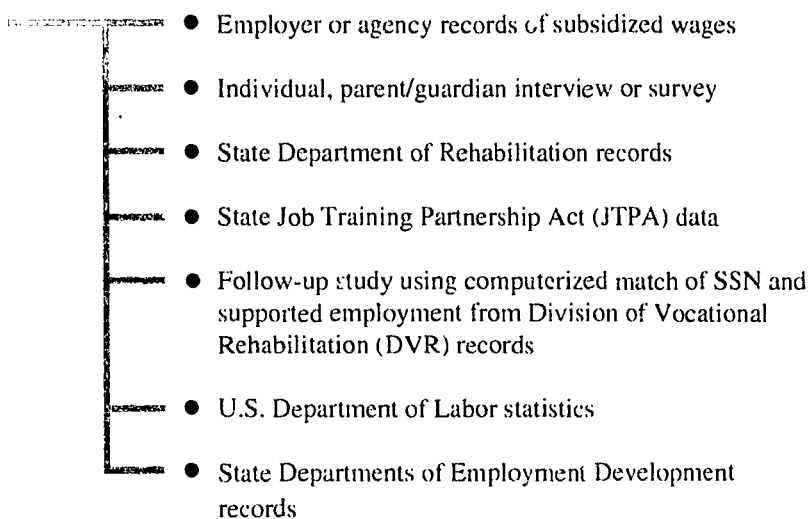 ● Employer or agency records of subsidized wages
● Individual, parent/guardian interview or survey
● State Department of Rehabilitation records
● State Job Training Partnership Act (JTPA) data
● Follow-up study using computerized match of SSN and
supported employment from Division of Vocational
Rehabilitation (DVR) records
● U.S. Department of Labor statistics
● State Departments of Employment Development
records